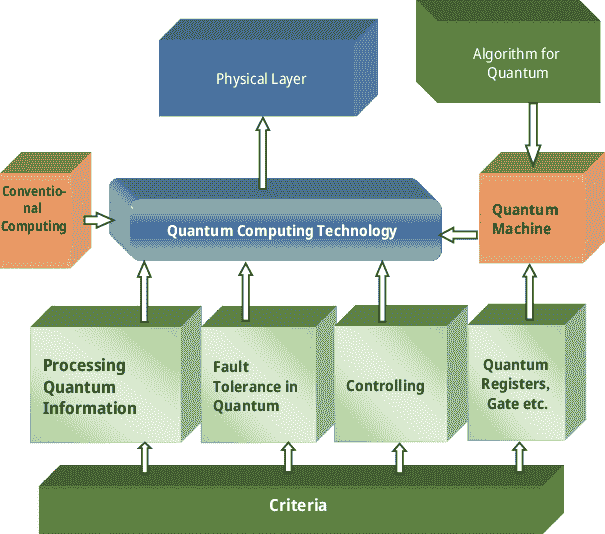 Physical Layer
Algorithm for
Quantum
Conventio-
nal
Computing
Quantum Computing Technology
Quantum
Machine
Processing
Quantum
Information
Fault
Tolerance in
Quantum
Controlling
Quantum
Registers,
Gate etc.
Criteria